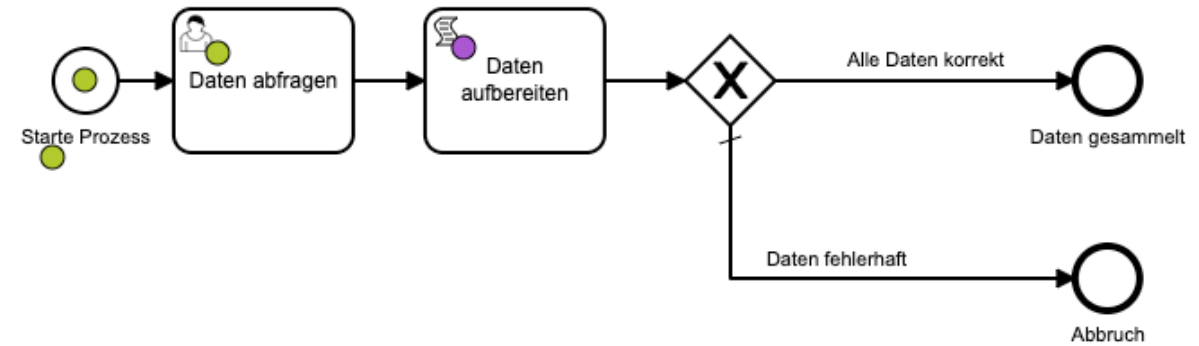 Starte Prozess
Daten abfragen
Daten
aufbereiten
Alle Daten korrekt
Daten gesammelt
Daten fehlerhaft
Abbruch